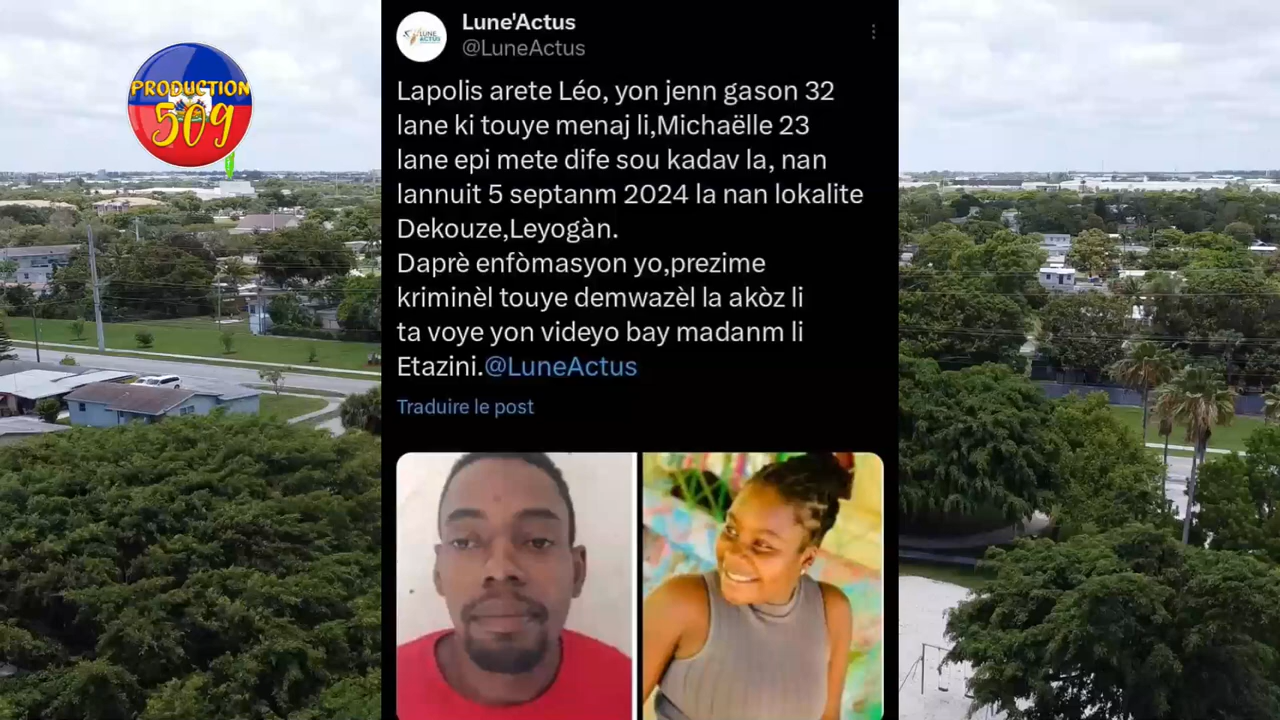 PRODUCTION
509
LUNE
ACTUS
Lune'Actus
@LuneActus
Lapolis arete Léo, yon jenn gason 32
lane ki touye menaj li,Michaëlle 23
lane epi mete dife sou kadav la, nan
lannuit 5 septanm 2024 la nan lokalite
Dekouze,Leyogàn.
Daprè enfòmasyon yo,prezime
kriminèl touye demwazèl la akòz li
ta voye yon videyo bay madanm li
Etazini.@LuneActus
Traduire le post